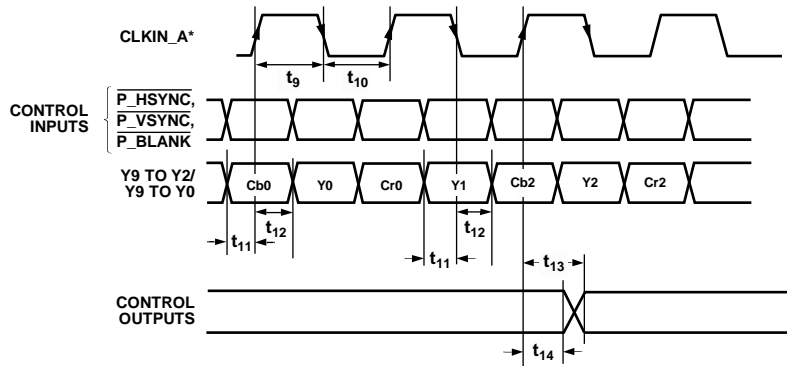 CLKIN_A*
t9
t10
CONTROL
INPUTS
P_HSYNC,
P_VSYNC,
P_BLANK
Y9 TO Y2/
Y9 TO Y0
Cb0
Y0
Cr0
Y1
Cb2
Y2
Cr2
t12
t12
t11
t11
t13
CONTROL
OUTPUTS
t14